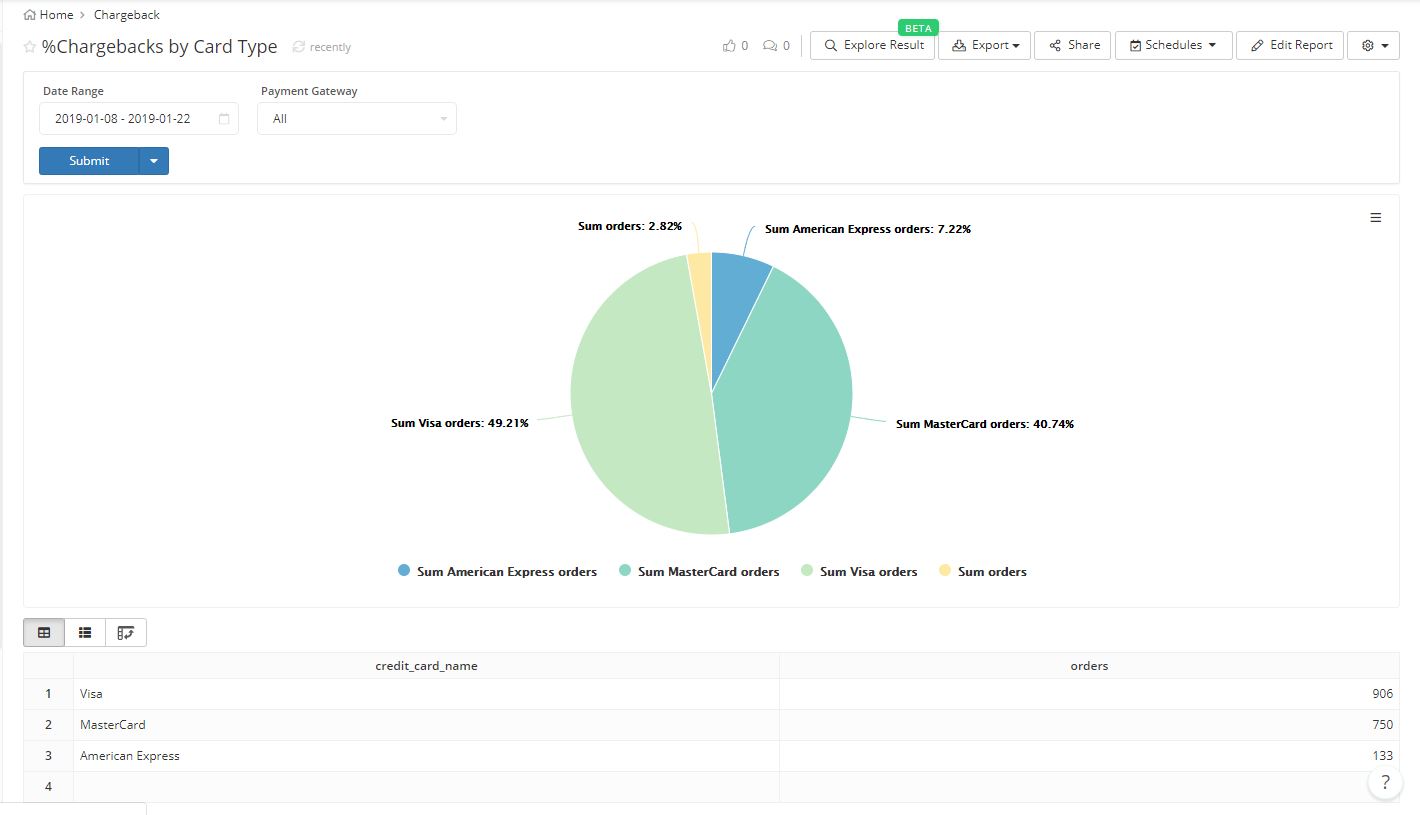 Home > Chargeback
%Chargebacks by Card Type recently
0 0 BETA Explore Result Export Share Schedules Edit Report
Date Range Payment Gateway
2019-01-08 - 2019-01-22 All
Submit
Sum orders: 2.82% Sum American Express orders: 7.22%
Sum Visa orders: 49.21% Sum MasterCard orders: 40.74%
Sum American Express orders Sum MasterCard orders Sum Visa orders Sum orders
credit_card_name orders
1 Visa 906
2 MasterCard 750
3 American Express 133
4
?